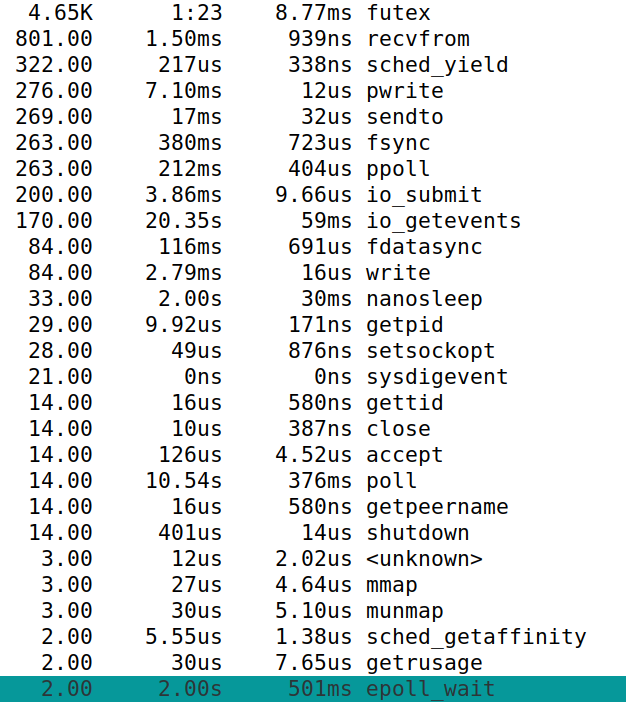 4.65K 1:23 8.77ms futex
801.00 1.50ms 939ns recvfrom
322.00 217us 338ns sched_yield
276.00 7.10ms 12us pwrite
269.00 17ms 32us sendto
263.00 380ms 723us fsync
263.00 212ms 404us ppoll
200.00 3.86ms 9.66us io_submit
170.00 20.35s 59ms io_getevents
84.00 116ms 691us fdatasync
84.00 2.79ms 16us write
33.00 2.00s 30ms nanosleep
29.00 9.92us 171ns getpid
28.00 49us 876ns setsockopt
21.00 0ns 0ns sysdigevent
14.00 16us 580ns gettid
14.00 10us 387ns close
14.00 126us 4.52us accept
14.00 10.54s 376ms poll
14.00 16us 580ns getpeername
14.00 401us 14us shutdown
3.00 12us 2.02us <unknown>
3.00 27us 4.64us mmap
3.00 30us 5.10us munmap
2.00 5.55us 1.38us sched_getaffinity
2.00 30us 7.65us getrusage
2.00 2.00s 501ms epoll_wait